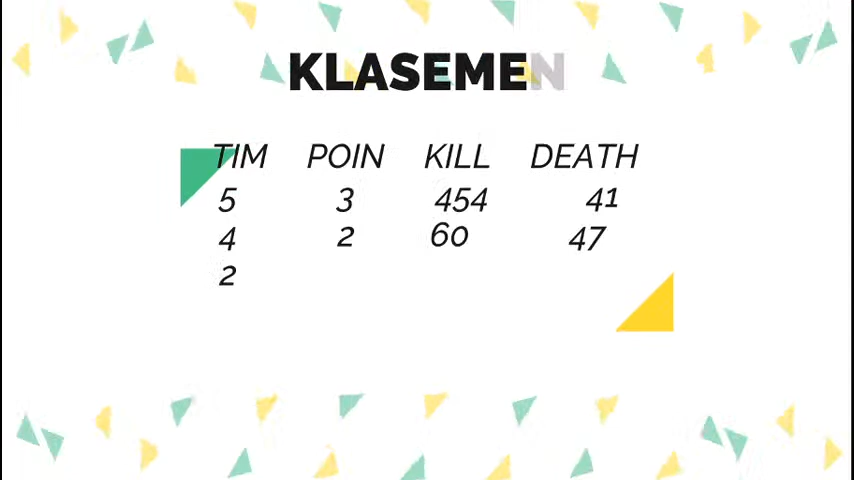 KLASEMEN
TIM POIN KILL DEATH
5 3 454 41
4 2 60 47
2